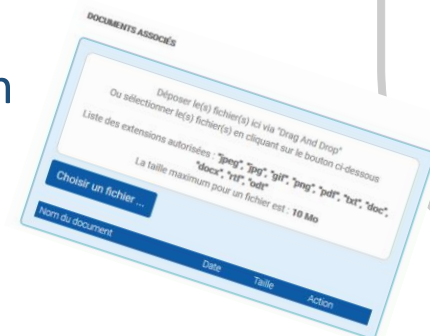 n
DOCUMENTS ASSOCIÉS
Déposer le(s) fichier(s) ici via "Drag And Drop"
Ou sélectionner le(s) fichier(s) en cliquant sur le bouton ci-dessous
Liste des extensions autorisées : "jpeg", "jpg", "gif", "png", "pdf", "txt", "doc",
"docx", "rtf", "odt"
La taille maximum pour un fichier est : 10 Mo
Choisir un fichier ...
Nom du document Date Taille Action